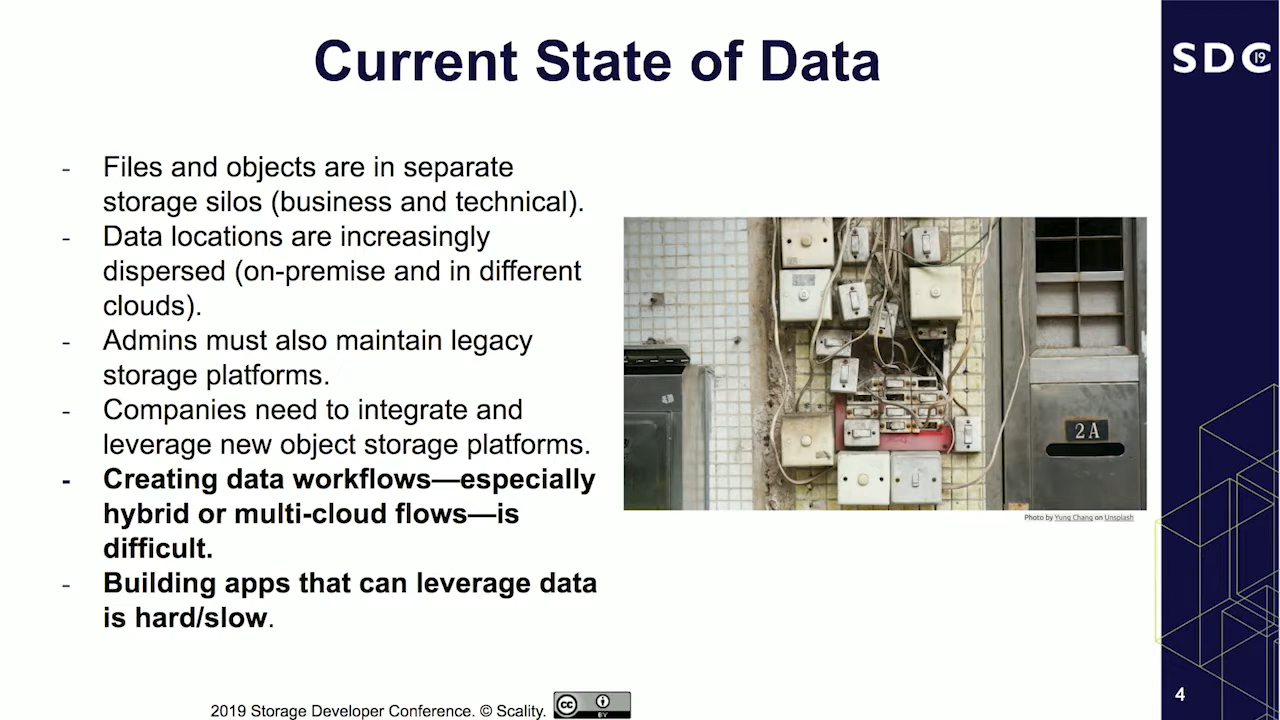 Current State of Data
SDC 19
- Files and objects are in separate
storage silos (business and technical).
- Data locations are increasingly
dispersed (on-premise and in different
clouds).
- Admins must also maintain legacy
storage platforms.
- Companies need to integrate and
leverage new object storage platforms.
- Creating data workflows—especially
hybrid or multi-cloud flows—is
difficult.
- Building apps that can leverage data
is hard/slow.
2A
Photo by Yung Chang on Unsplash
2019 Storage Developer Conference. © Scality.
cc
BY
4